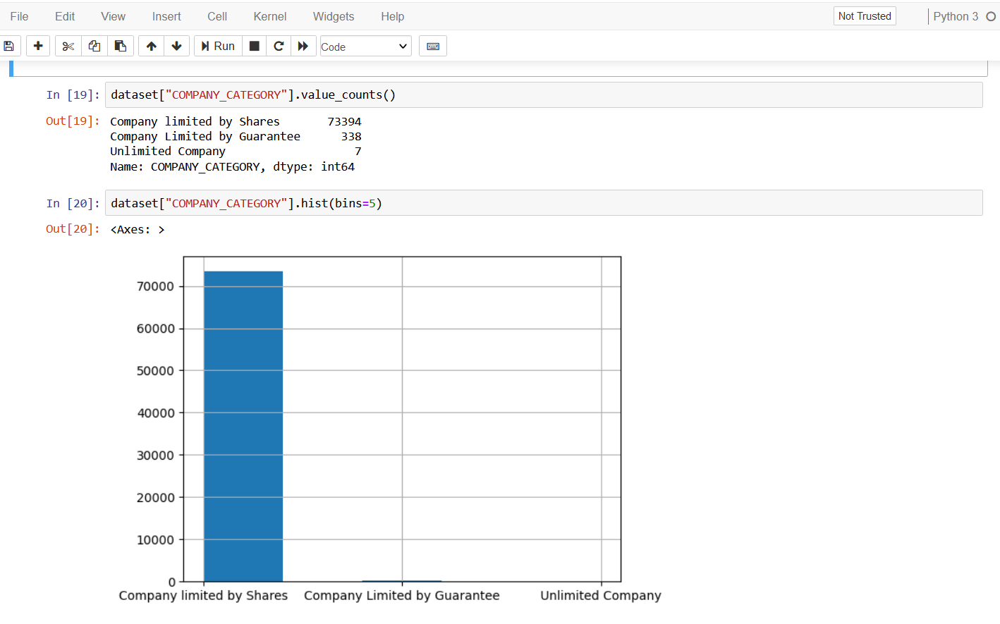 File Edit View Insert Cell Kernel Widgets Help Not Trusted Python 3
Run Code
In [19]: dataset["COMPANY_CATEGORY"].value_counts()
Out[19]: Company limited by Shares 73394
Company Limited by Guarantee 338
Unlimited Company 7
Name: COMPANY_CATEGORY, dtype: int64
In [20]: dataset["COMPANY_CATEGORY"].hist(bins=5)
Out[20]: <Axes: >
70000
60000
50000
40000
30000
20000
10000
0
Company limited by Shares Company Limited by Guarantee Unlimited Company